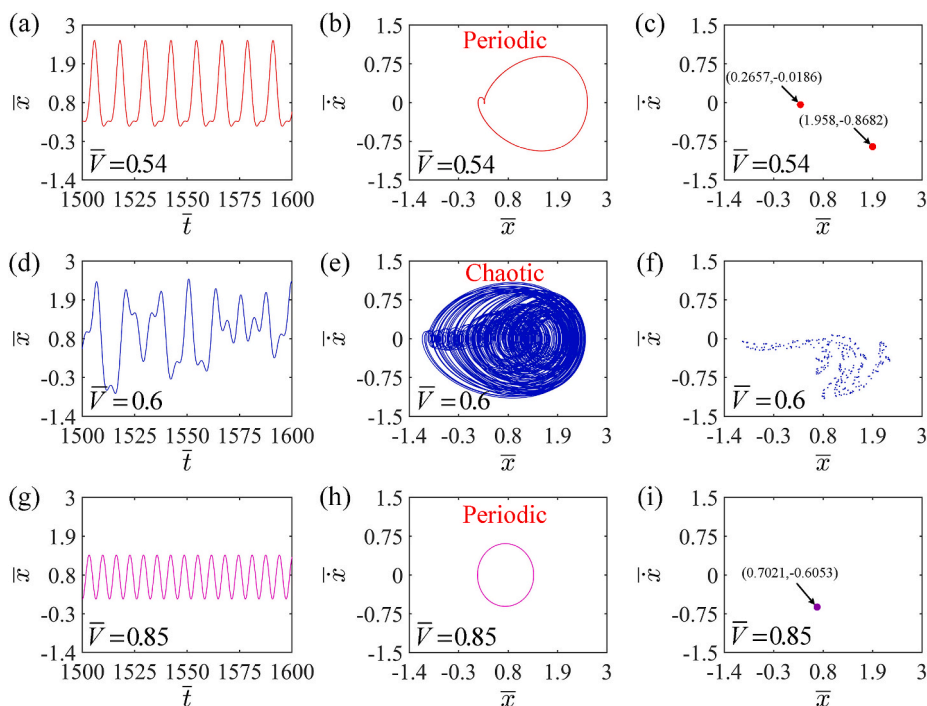 (a)
3
1.9
0.8
-0.3
-1.4
x̅
V̅=0.54
1500 1525 1550 1575 1600
t̅
(b)
1.5
0.75
0
-0.75
-1.5
ẋ̅
Periodic
V̅=0.54
-1.4 -0.3 0.8 1.9 3
x̅
(c)
1.5
0.75
0
-0.75
-1.5
ẋ̅
(0.2657,-0.0186)
(1.958,-0.8682)
V̅=0.54
-1.4 -0.3 0.8 1.9 3
x̅
(d)
3
1.9
0.8
-0.3
-1.4
x̅
V̅=0.6
1500 1525 1550 1575 1600
t̅
(e)
1.5
0.75
0
-0.75
-1.5
ẋ̅
Chaotic
V̅=0.6
-1.4 -0.3 0.8 1.9 3
x̅
(f)
1.5
0.75
0
-0.75
-1.5
ẋ̅
V̅=0.6
-1.4 -0.3 0.8 1.9 3
x̅
(g)
3
1.9
0.8
-0.3
-1.4
x̅
V̅=0.85
1500 1525 1550 1575 1600
t̅
(h)
1.5
0.75
0
-0.75
-1.5
ẋ̅
Periodic
V̅=0.85
-1.4 -0.3 0.8 1.9 3
x̅
(i)
1.5
0.75
0
-0.75
-1.5
ẋ̅
(0.7021,-0.6053)
V̅=0.85
-1.4 -0.3 0.8 1.9 3
x̅